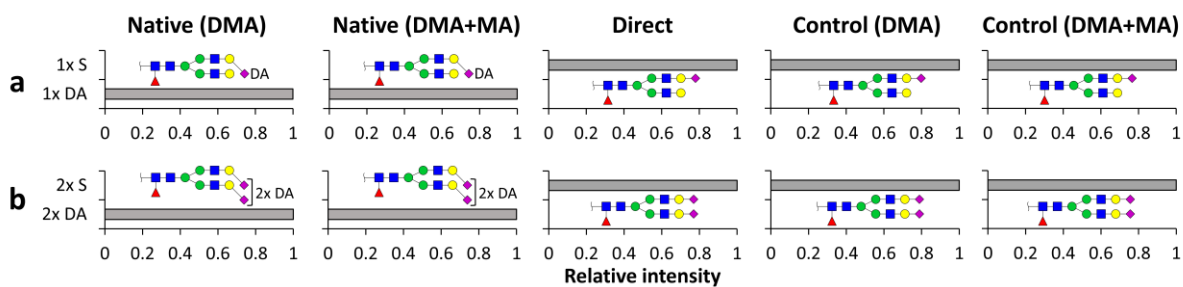 Native (DMA) Native (DMA+MA) Direct Control (DMA) Control (DMA+MA)
a
1x S
1x DA
DA DA
0 0.2 0.4 0.6 0.8 1 0 0.2 0.4 0.6 0.8 1 0 0.2 0.4 0.6 0.8 1 0 0.2 0.4 0.6 0.8 1 0 0.2 0.4 0.6 0.8 1
b
2x S
2x DA
2x DA 2x DA
0 0.2 0.4 0.6 0.8 1 0 0.2 0.4 0.6 0.8 1 0 0.2 0.4 0.6 0.8 1 0 0.2 0.4 0.6 0.8 1 0 0.2 0.4 0.6 0.8 1
Relative intensity